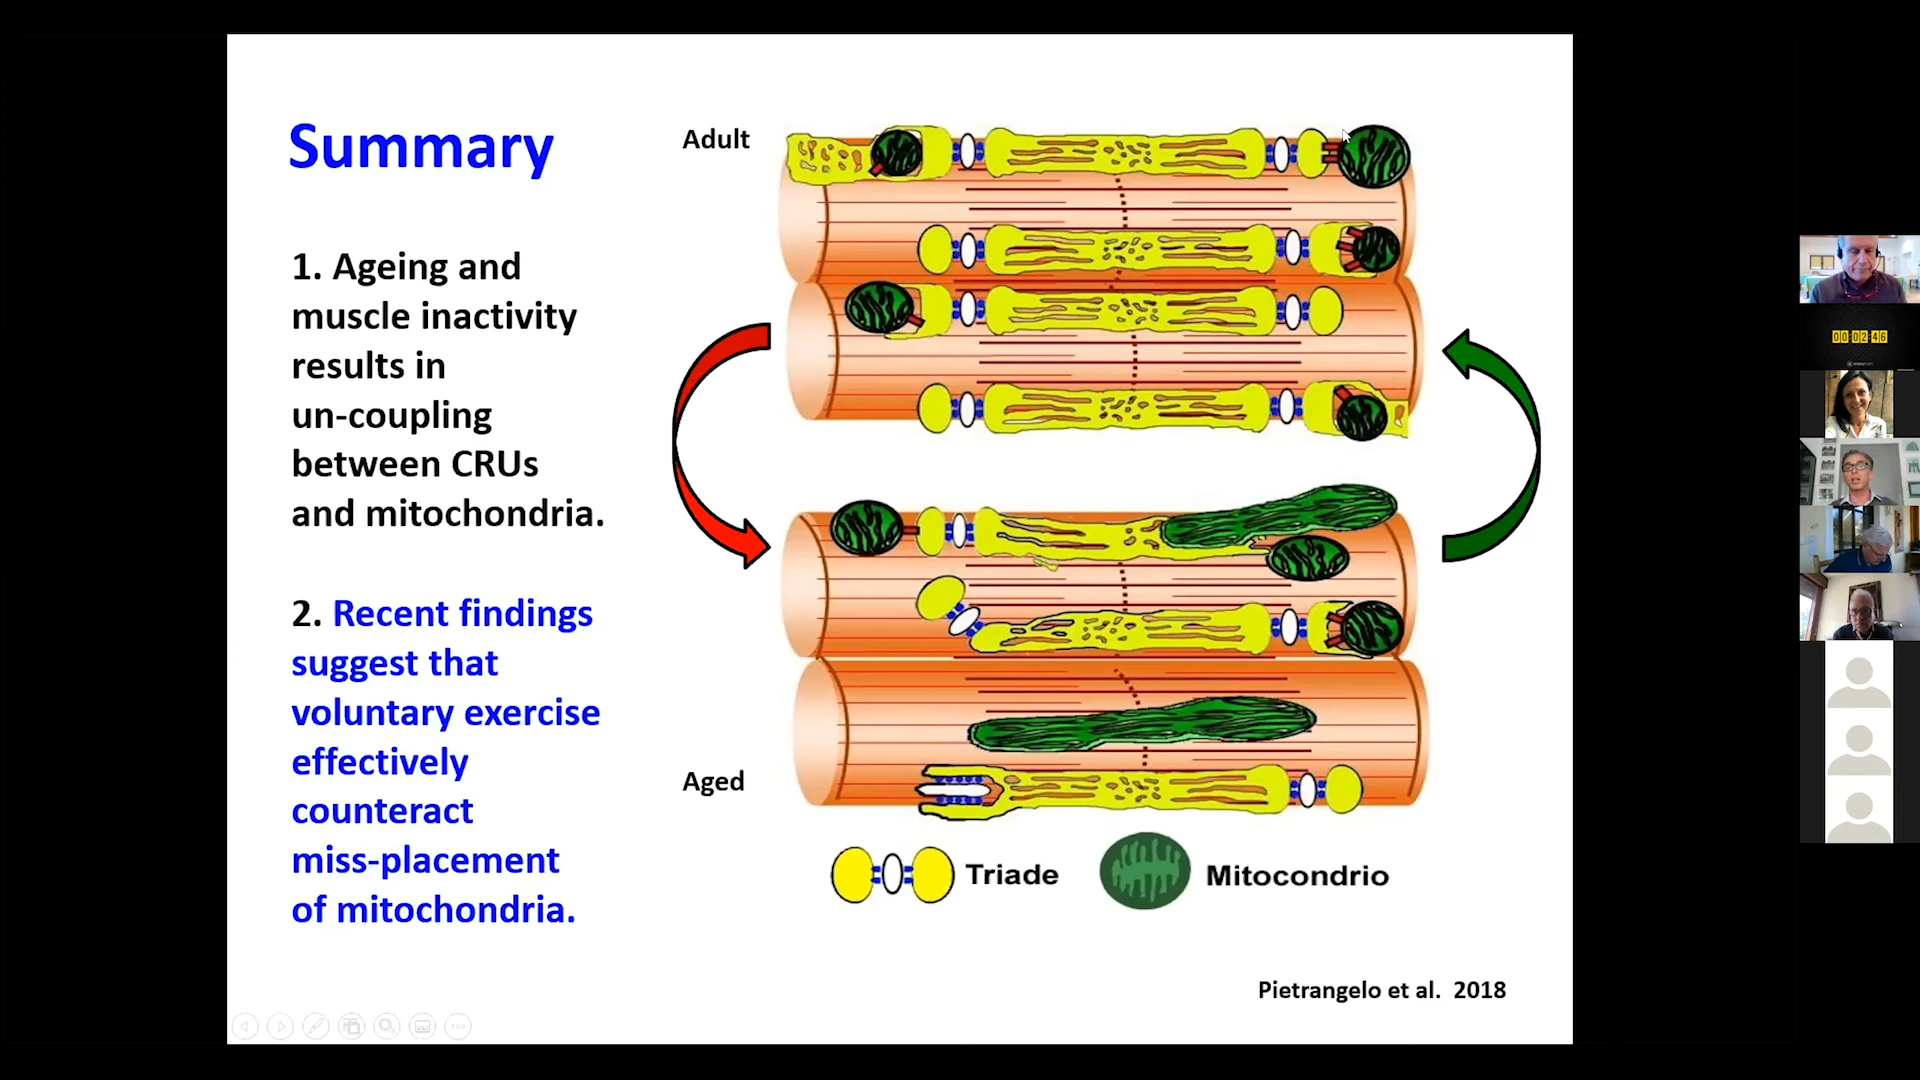 Summary
Adult
1. Ageing and
muscle inactivity
results in
un-coupling
between CRUs
and mitochondria.
2. Recent findings
suggest that
voluntary exercise
effectively
counteract
miss-placement
of mitochondria.
Aged
Triade
Mitocondrio
Pietrangelo et al. 2018
00:02:46